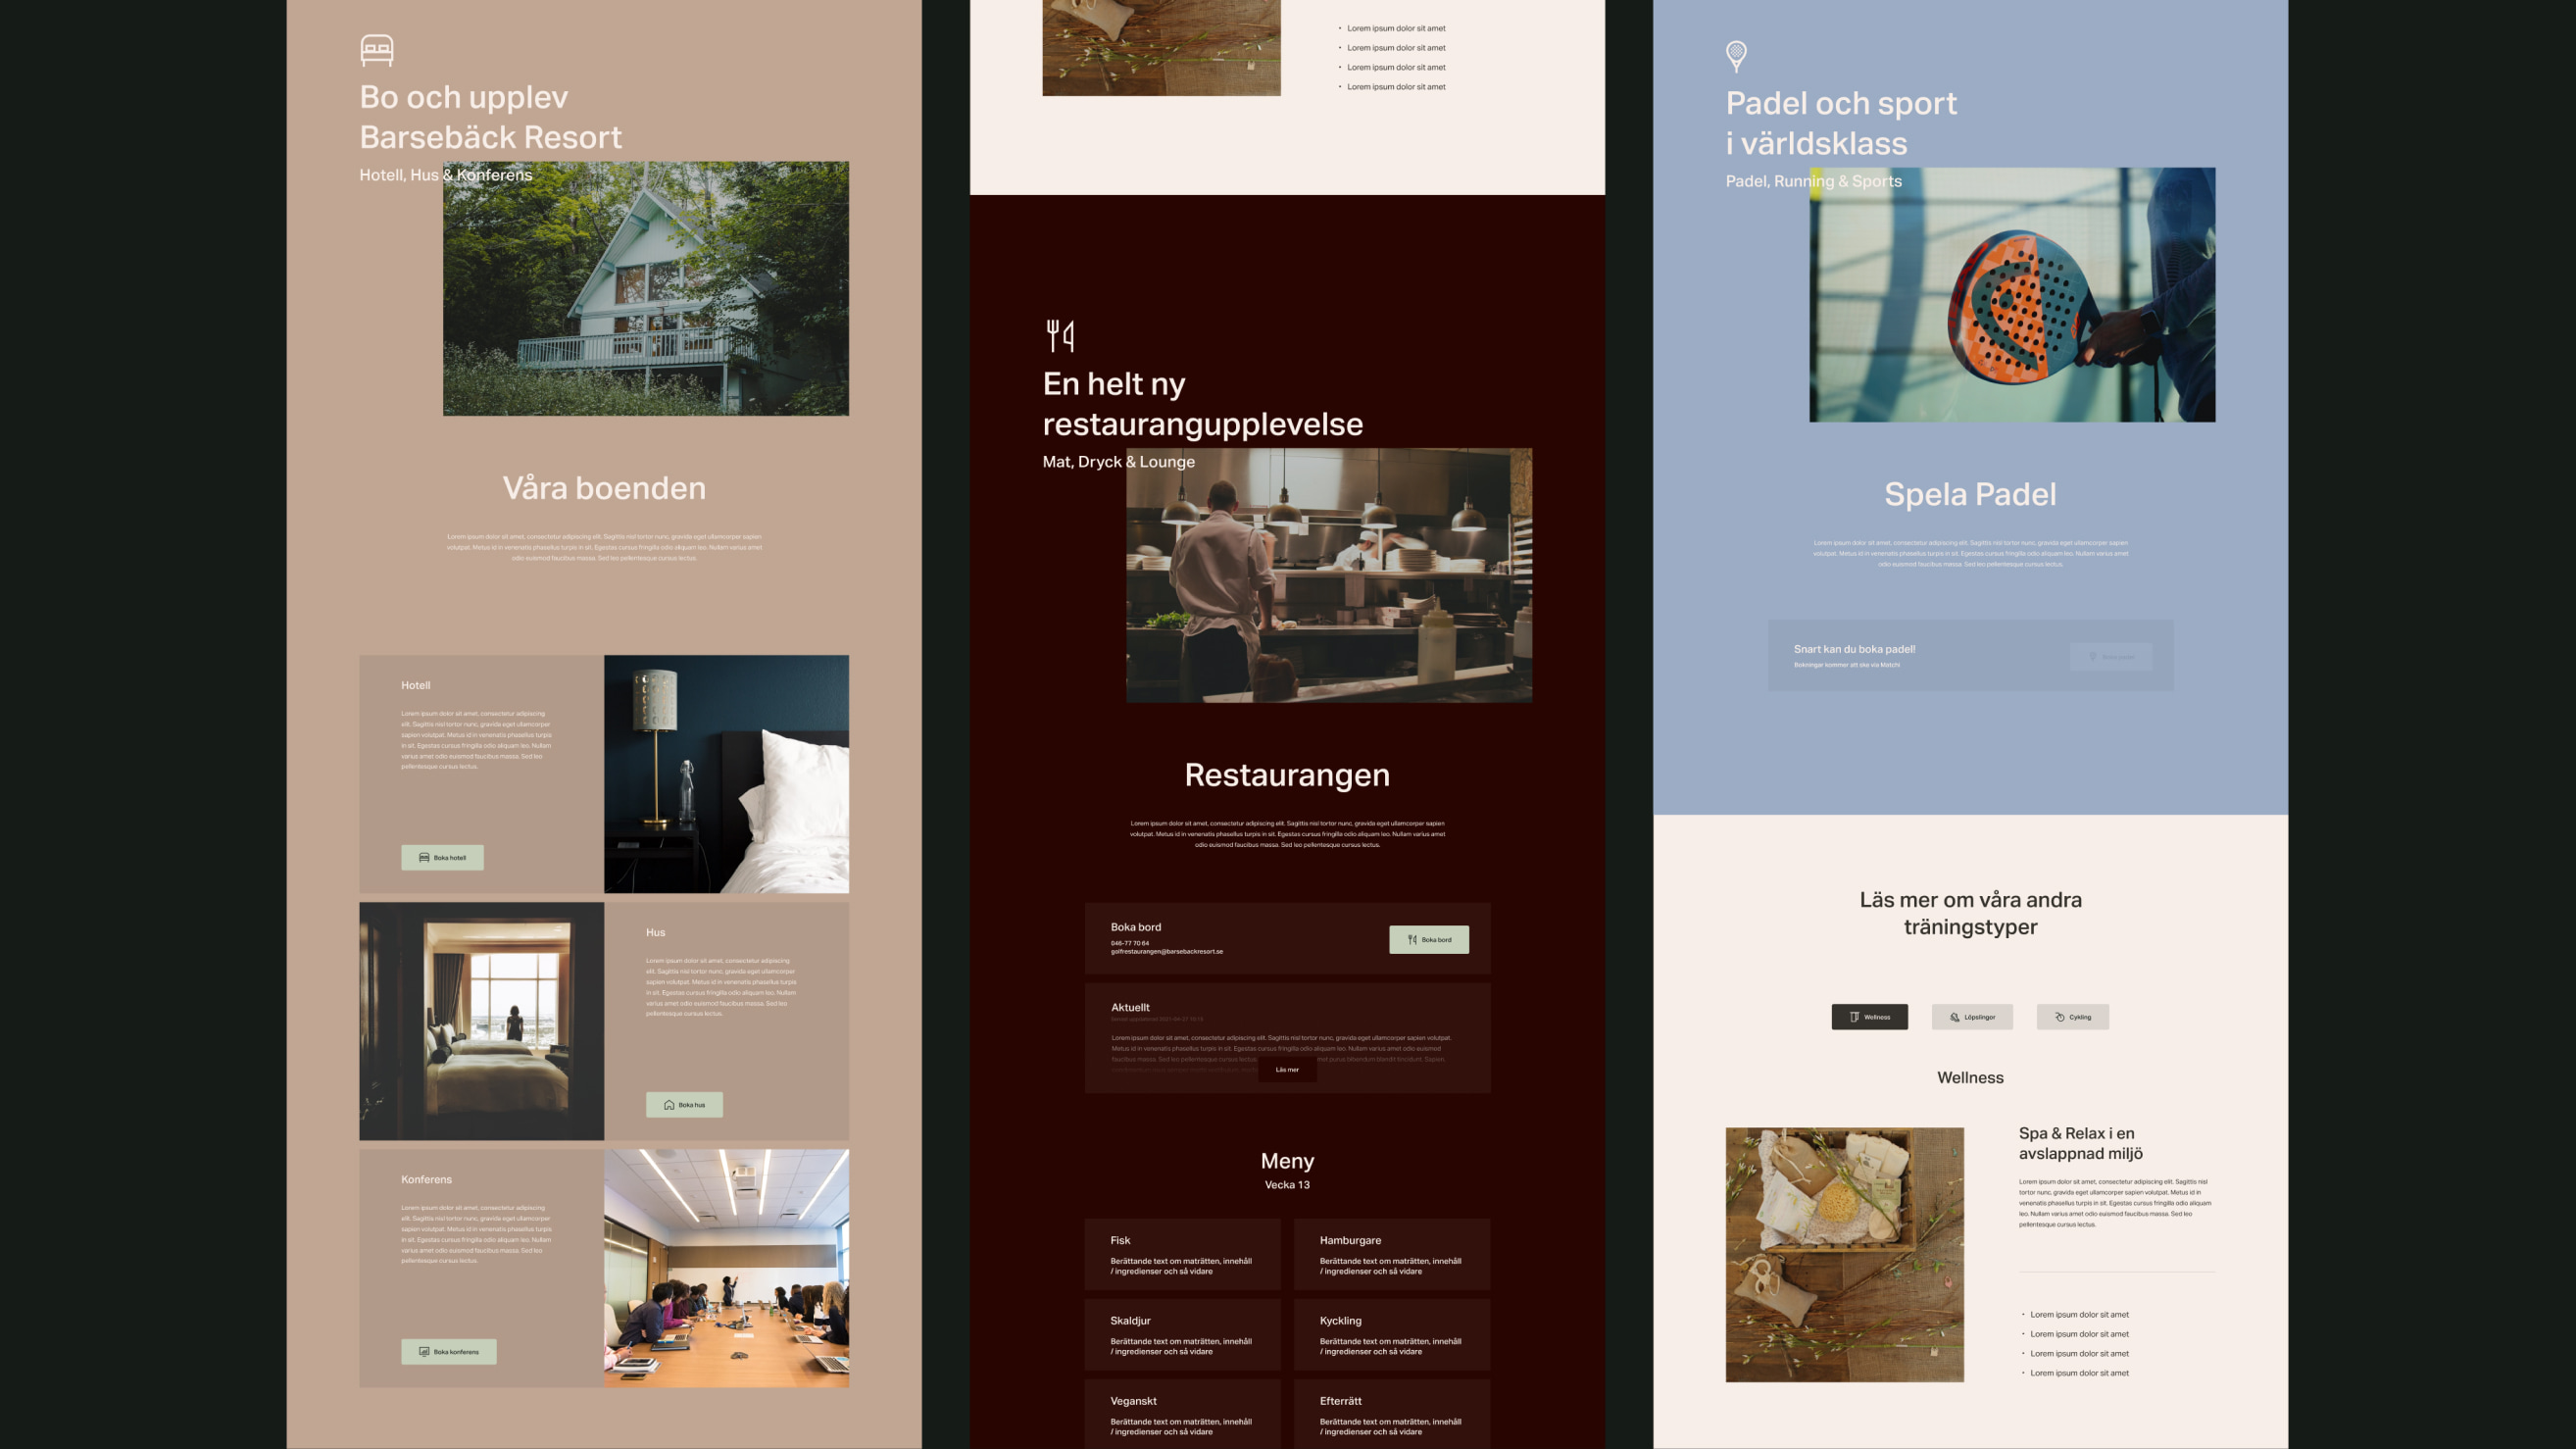 Bo och upplev
Barsebäck Resort
Hotell, Hus & Konferens
Våra boenden
Lorem ipsum dolor sit amet, consectetur adipiscing elit. Sagittis nisl tortor nunc, gravida eget ullamcorper sapien
volutpat. Metus id in venenatis phasellus turpis in sit. Egestas cursus fringilla odio aliquam leo. Nullam varius amet
odio euismod faucibus massa. Sed leo pellentesque cursus lectus.
Hotell
Lorem ipsum dolor sit amet, consectetur adipiscing
elit. Sagittis nisl tortor nunc, gravida eget ullamcorper
sapien volutpat. Metus id in venenatis phasellus turpis
in sit. Egestas cursus fringilla odio aliquam leo. Nullam
varius amet odio euismod faucibus massa. Sed leo
pellentesque cursus lectus.
Boka hotell
Hus
Lorem ipsum dolor sit amet, consectetur adipiscing
elit. Sagittis nisl tortor nunc, gravida eget ullamcorper
sapien volutpat. Metus id in venenatis phasellus turpis
in sit. Egestas cursus fringilla odio aliquam leo. Nullam
varius amet odio euismod faucibus massa. Sed leo
pellentesque cursus lectus.
Boka hus
Konferens
Lorem ipsum dolor sit amet, consectetur adipiscing
elit. Sagittis nisl tortor nunc, gravida eget ullamcorper
sapien volutpat. Metus id in venenatis phasellus turpis
in sit. Egestas cursus fringilla odio aliquam leo. Nullam
varius amet odio euismod faucibus massa. Sed leo
pellentesque cursus lectus.
Boka konferens
• Lorem ipsum dolor sit amet
• Lorem ipsum dolor sit amet
• Lorem ipsum dolor sit amet
• Lorem ipsum dolor sit amet
En helt ny
restaurangupplevelse
Mat, Dryck & Lounge
Restaurangen
Lorem ipsum dolor sit amet, consectetur adipiscing elit. Sagittis nisl tortor nunc, gravida eget ullamcorper sapien
volutpat. Metus id in venenatis phasellus turpis in sit. Egestas cursus fringilla odio aliquam leo. Nullam varius amet
odio euismod faucibus massa. Sed leo pellentesque cursus lectus.
Boka bord
046-77 70 64
golfrestaurangen@barsebackresort.se
Boka bord
Aktuellt
Lorem ipsum dolor sit amet, consectetur adipiscing elit. Sagittis nisl tortor nunc, gravida eget ullamcorper sapien volutpat.
Metus id in venenatis phasellus turpis in sit. Egestas cursus fringilla odio aliquam leo. Nullam varius amet odio euismod
faucibus massa. Sed leo pellentesque cursus lectus purus bibendum blandit tincidunt. Sapien,
Läs mer
Meny
Vecka 13
Fisk
Berättande text om maträtten, innehåll
/ ingredienser och så vidare
Hamburgare
Berättande text om maträtten, innehåll
/ ingredienser och så vidare
Skaldjur
Berättande text om maträtten, innehåll
/ ingredienser och så vidare
Kyckling
Berättande text om maträtten, innehåll
/ ingredienser och så vidare
Veganskt
Berättande text om maträtten, innehåll
/ ingredienser och så vidare
Efterrätt
Berättande text om maträtten, innehåll
/ ingredienser och så vidare
Padel och sport
i världsklass
Padel, Running & Sports
Spela Padel
Lorem ipsum dolor sit amet, consectetur adipiscing elit. Sagittis nisl tortor nunc, gravida eget ullamcorper sapien
volutpat. Metus id in venenatis phasellus turpis in sit. Egestas cursus fringilla odio aliquam leo. Nullam varius amet
odio euismod faucibus massa. Sed leo pellentesque cursus lectus.
Snart kan du boka padel!
Bokningar kommer att ske via Matchi
Boka padel
Läs mer om våra andra
träningstyper
Wellness
Löpslingor
Cykling
Wellness
Spa & Relax i en
avslappnad miljö
Lorem ipsum dolor sit amet, consectetur adipiscing elit. Sagittis nisl
tortor nunc, gravida eget ullamcorper sapien volutpat. Metus id in
venenatis phasellus turpis in sit. Egestas cursus fringilla odio aliquam
leo. Nullam varius amet odio euismod faucibus massa. Sed leo
pellentesque cursus lectus.
• Lorem ipsum dolor sit amet
• Lorem ipsum dolor sit amet
• Lorem ipsum dolor sit amet
• Lorem ipsum dolor sit amet